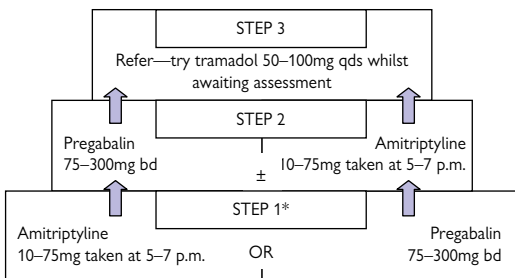 STEP 3
Refer—try tramadol 50–100mg qds whilst
awaiting assessment
STEP 2
Pregabalin
75–300mg bd
±
Amitriptyline
10–75mg taken at 5–7 p.m.
STEP 1*
Amitriptyline
10–75mg taken at 5–7 p.m.
OR
Pregabalin
75–300mg bd